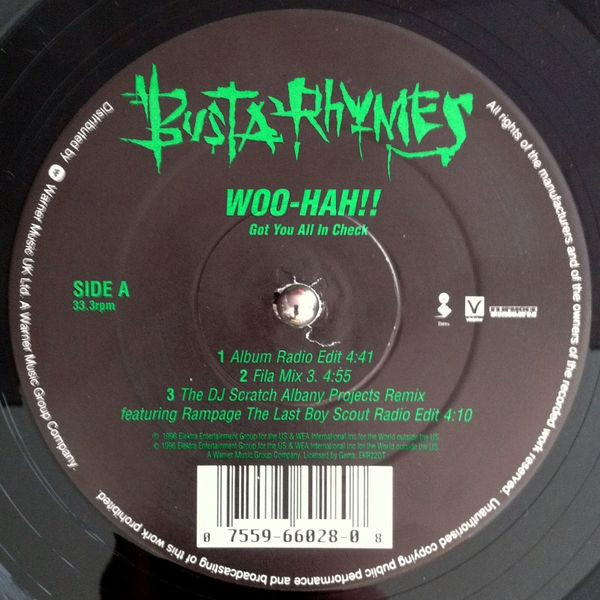 BUSTA RHYMES
WOO-HAH!!
Got You All In Check
SIDE A
33.3rpm
1 Album Radio Edit 4:41
2 Fila Mix 3. 4:55
3 The DJ Scratch Albany Projects Remix
featuring Rampage The Last Boy Scout Radio Edit 4:10
℗ 1996 Elektra Entertainment Group for the US & WEA International Inc for the World outside the US.
© 1996 Elektra Entertainment Group for the US & WEA International Inc for the World outside the US.
A Warner Music Group Company. Licensed by Gema. EKR220T
0 7559-66028-0 8
Distributed by Warner Music UK Ltd. A Warner Music Group Company.
All rights of the manufacturers and of the owners of the recorded work reserved. Unauthorised copying public performance and broadcasting of this work prohibited.